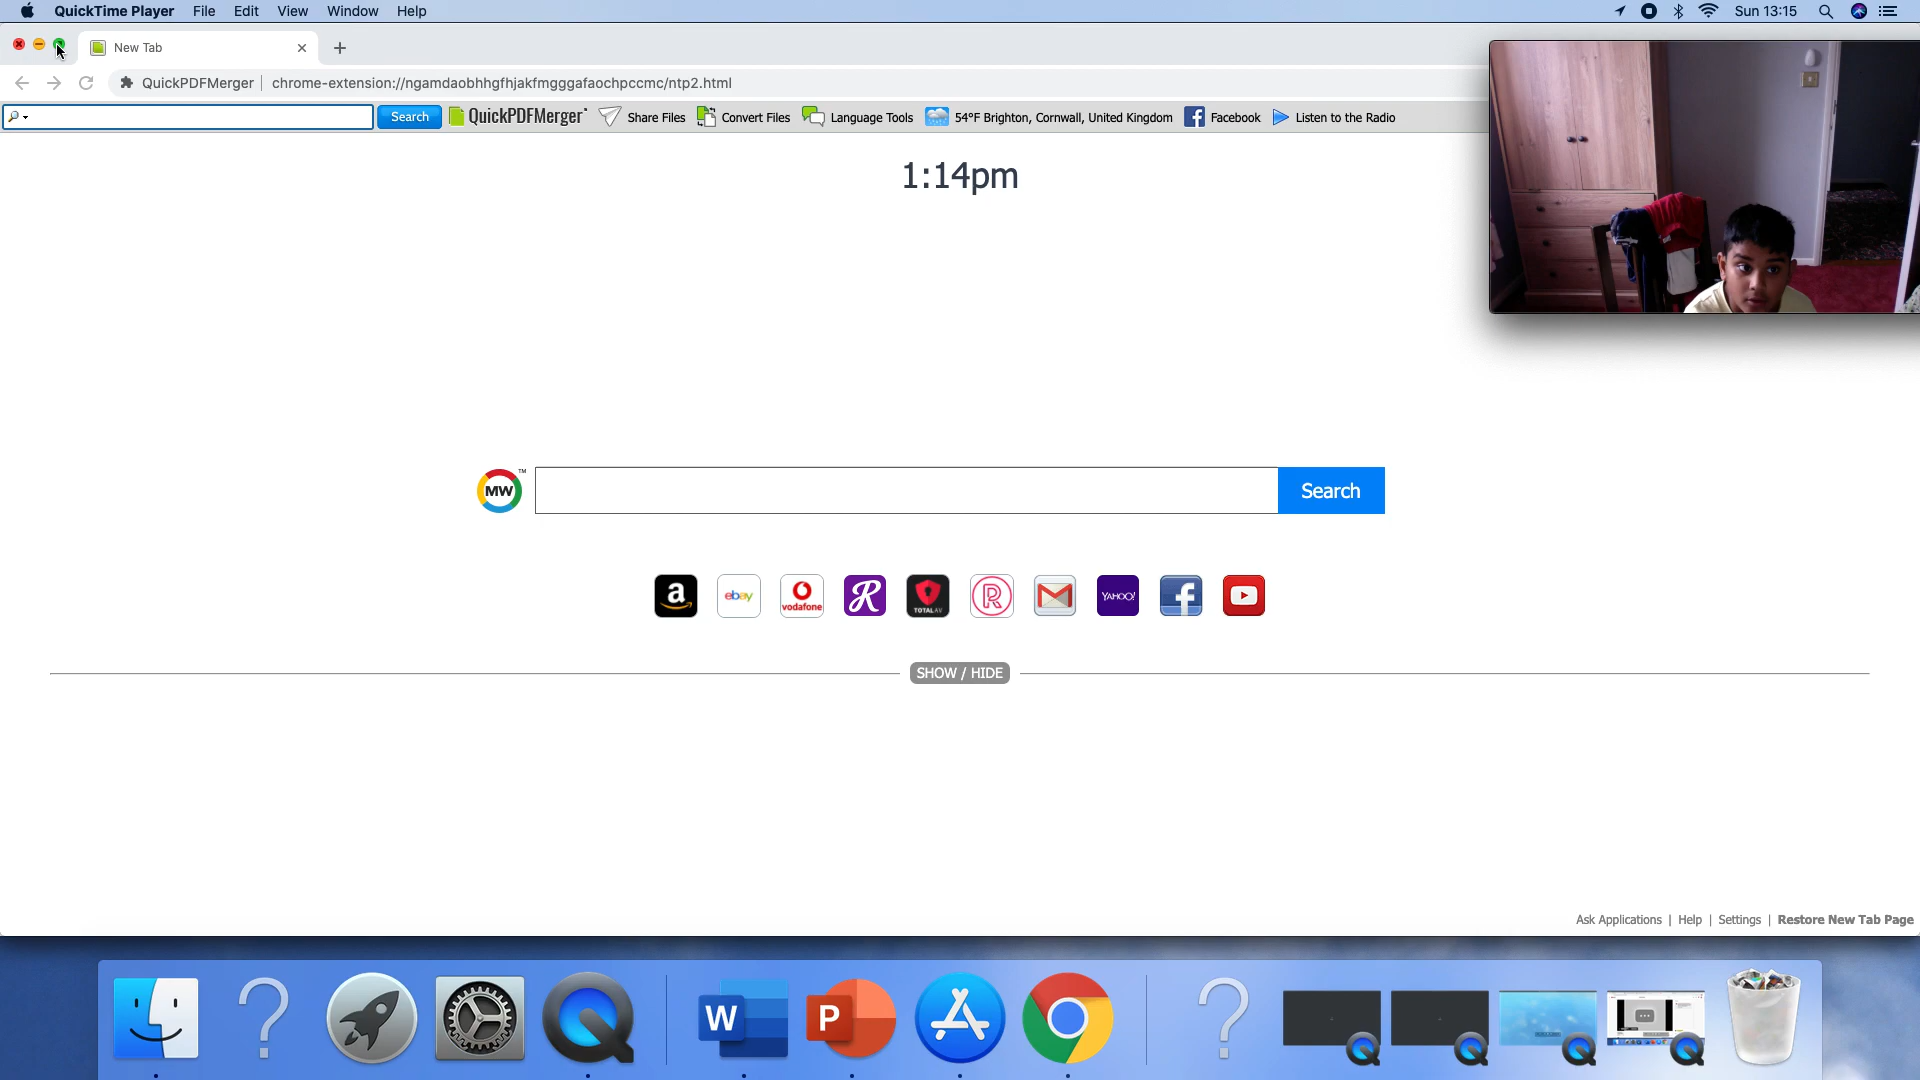 QuickTime Player File Edit View Window Help Sun 13:15
New Tab
QuickPDFMerger chrome-extension://ngamdaobhhgfhjakfmgggafaochpccmc/ntp2.html
Search QuickPDFMerger Share Files Convert Files Language Tools 54°F Brighton, Cornwall, United Kingdom Facebook Listen to the Radio
1:14pm
MW™ Search
a ebay vodafone R TOTALAV R YAHOO! f
SHOW / HIDE
Ask Applications | Help | Settings | Restore New Tab Page
? W P ?